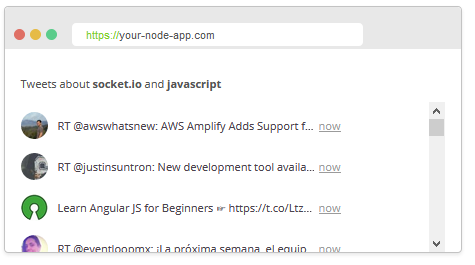 https://your-node-app.com
Tweets about socket.io and javascript
RT @awswhatsnew: AWS Amplify Adds Support f... now
RT @justinsuntron: New development tool availa... now
Learn Angular JS for Beginners ☞ https://t.co/Ltz... now
RT @eventloopmx: ¡La próxima semana, el equip... now